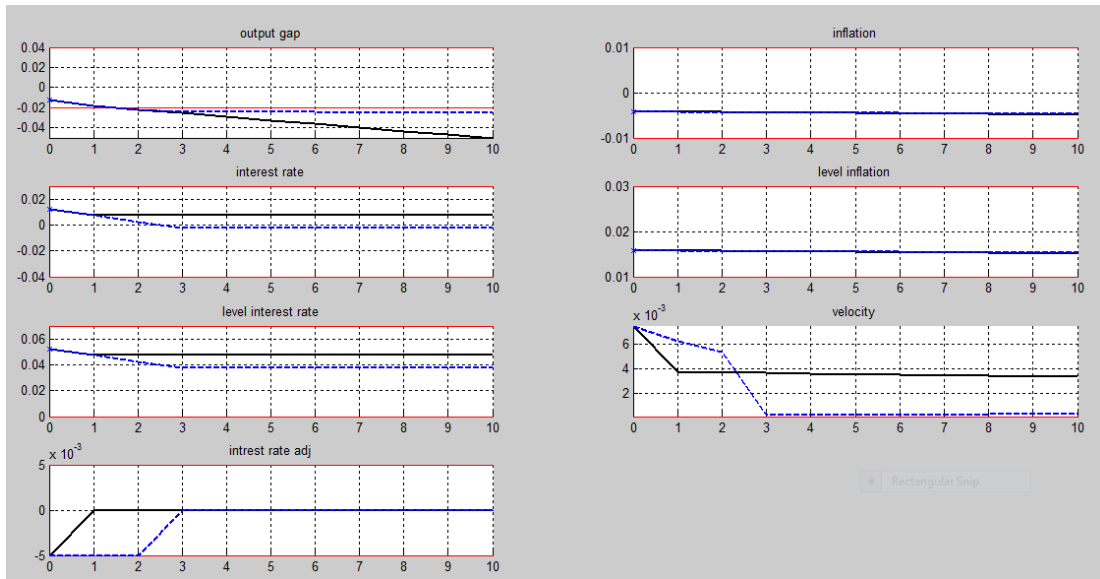 output gap
0.04
0.02
0
-0.02
-0.04
0 1 2 3 4 5 6 7 8 9 10
inflation
0.01
0
-0.01
0 1 2 3 4 5 6 7 8 9 10
interest rate
0.02
0
-0.02
-0.04
0 1 2 3 4 5 6 7 8 9 10
level inflation
0.03
0.02
0.01
0 1 2 3 4 5 6 7 8 9 10
level interest rate
0.06
0.04
0.02
0
0 1 2 3 4 5 6 7 8 9 10
velocity
x 10^-3
6
4
2
0 1 2 3 4 5 6 7 8 9 10
intrest rate adj
x 10^-3
5
0
-5
0 1 2 3 4 5 6 7 8 9 10
Rectangular Snip